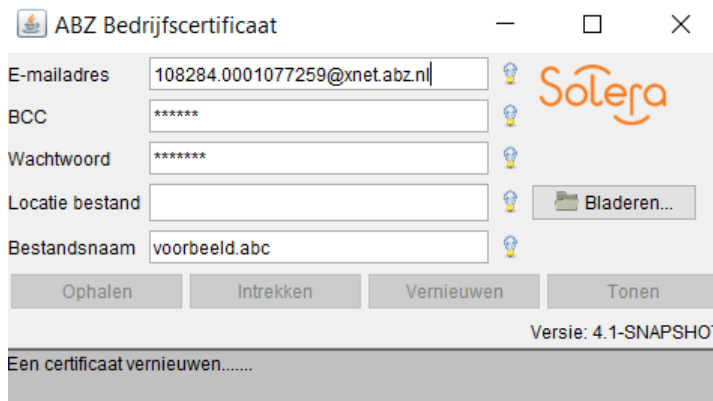 ABZ Bedrijfscertificaat
E-mailadres 108284.0001077259@xnet.abz.nl
Solera
BCC ******
Wachtwoord *******
Locatie bestand Bladeren...
Bestandsnaam voorbeeld.abc
Ophalen Intrekken Vernieuwen Tonen
Versie: 4.1-SNAPSHO
Een certificaat vernieuwen.......